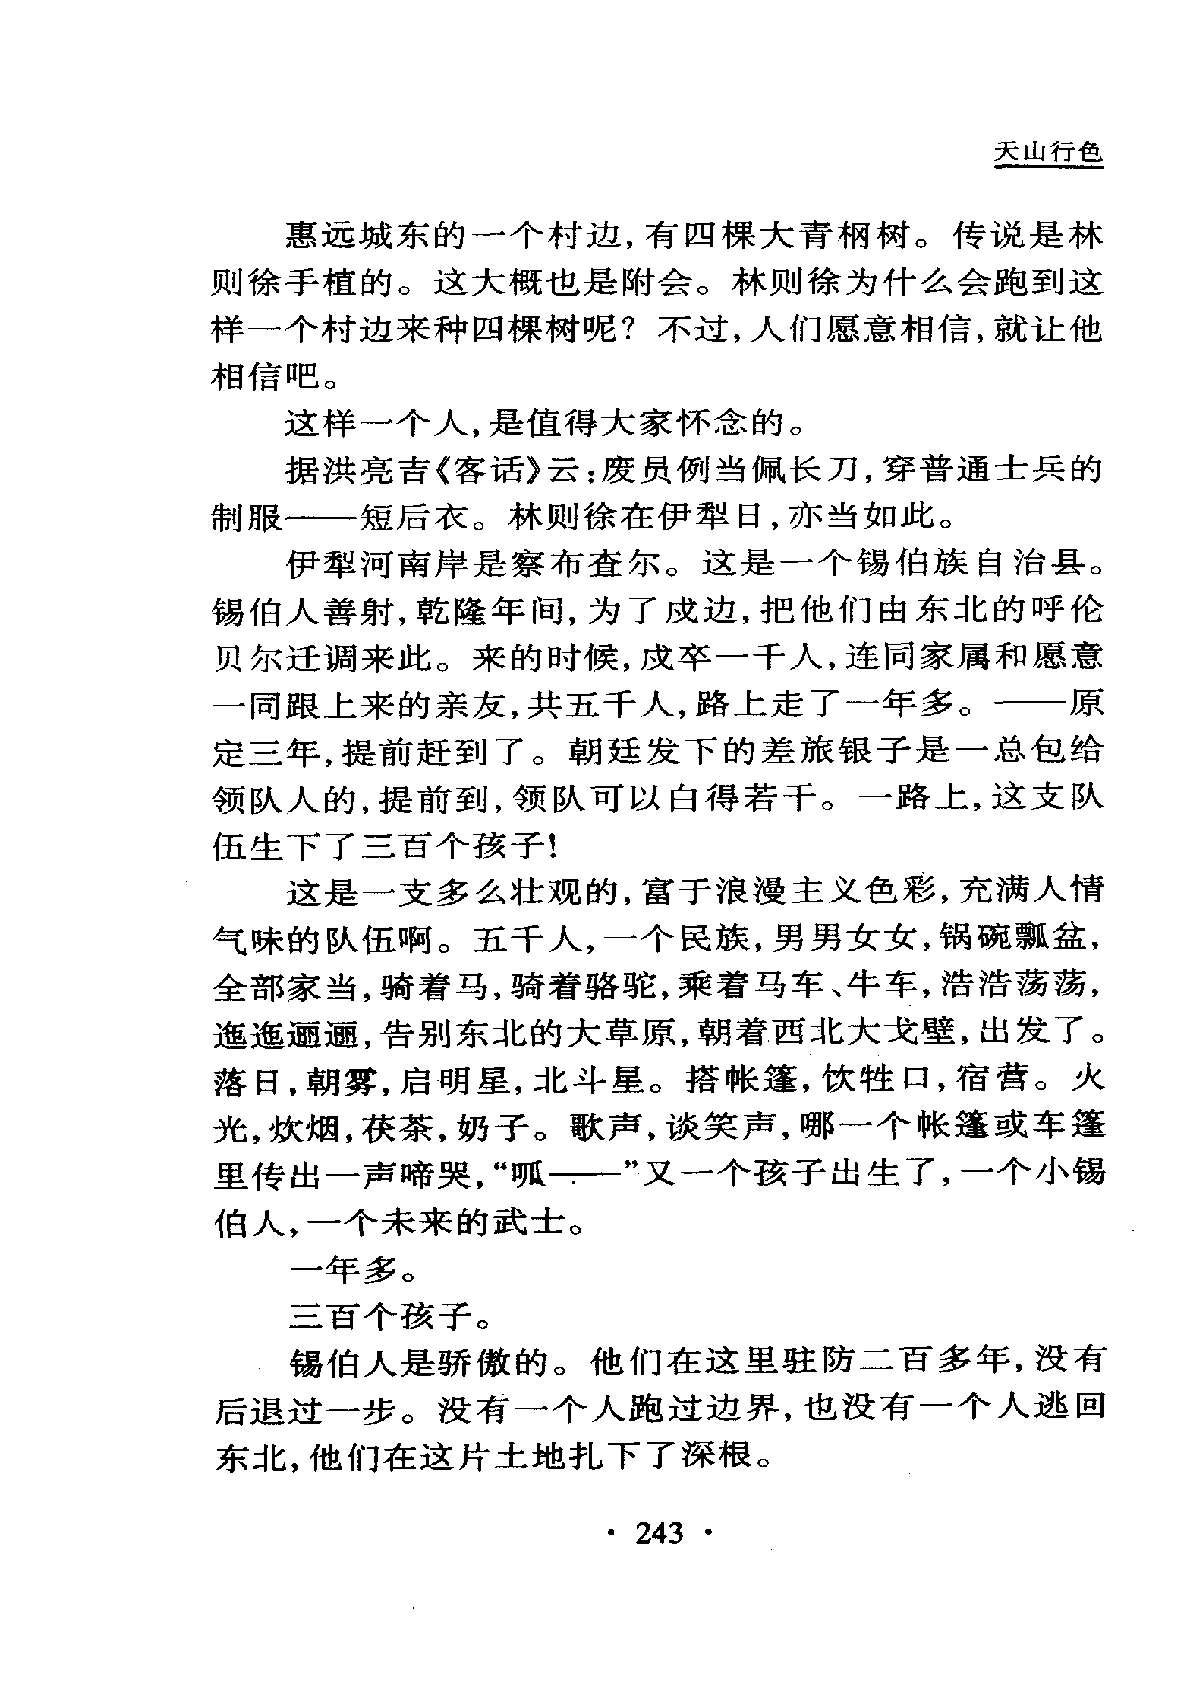 天山行色
惠远城东的一个村边,有四棵大青㭎树。传说是林
则徐手植的。这大概也是附会。林则徐为什么会跑到这
样一个村边来种四棵树呢?不过,人们愿意相信,就让他
相信吧。
这样一个人,是值得大家怀念的。
据洪亮吉《客话》云:废员例当佩长刀,穿普通士兵的
制服——短后衣。林则徐在伊犁日,亦当如此。
伊犁河南岸是察布查尔。这是一个锡伯族自治县。
锡伯人善射,乾隆年间,为了戍边,把他们由东北的呼伦
贝尔迁调来此。来的时候,戍卒一千人,连同家属和愿意
一同跟上来的亲友,共五千人,路上走了一年多。——原
定三年,提前赶到了。朝廷发下的差旅银子是一总包给
领队人的,提前到,领队可以白得若干。一路上,这支队
伍生下了三百个孩子!
这是一支多么壮观的,富于浪漫主义色彩,充满人情
气味的队伍啊。五千人,一个民族,男男女女,锅碗瓢盆,
全部家当,骑着马,骑着骆驼,乘着马车、牛车,浩浩荡荡,
迤迤逦逦,告别东北的大草原,朝着西北大戈壁,出发了。
落日,朝雾,启明星,北斗星。搭帐篷,饮牲口,宿营。火
光,炊烟,茯茶,奶子。歌声,谈笑声,哪一个帐篷或车篷
里传出一声啼哭,“呱——”又一个孩子出生了,一个小锡
伯人,一个未来的武士。
一年多。
三百个孩子。
锡伯人是骄傲的。他们在这里驻防二百多年,没有
后退过一步。没有一个人跑过边界,也没有一个人逃回
东北,他们在这片土地扎下了深根。
· 243 ·